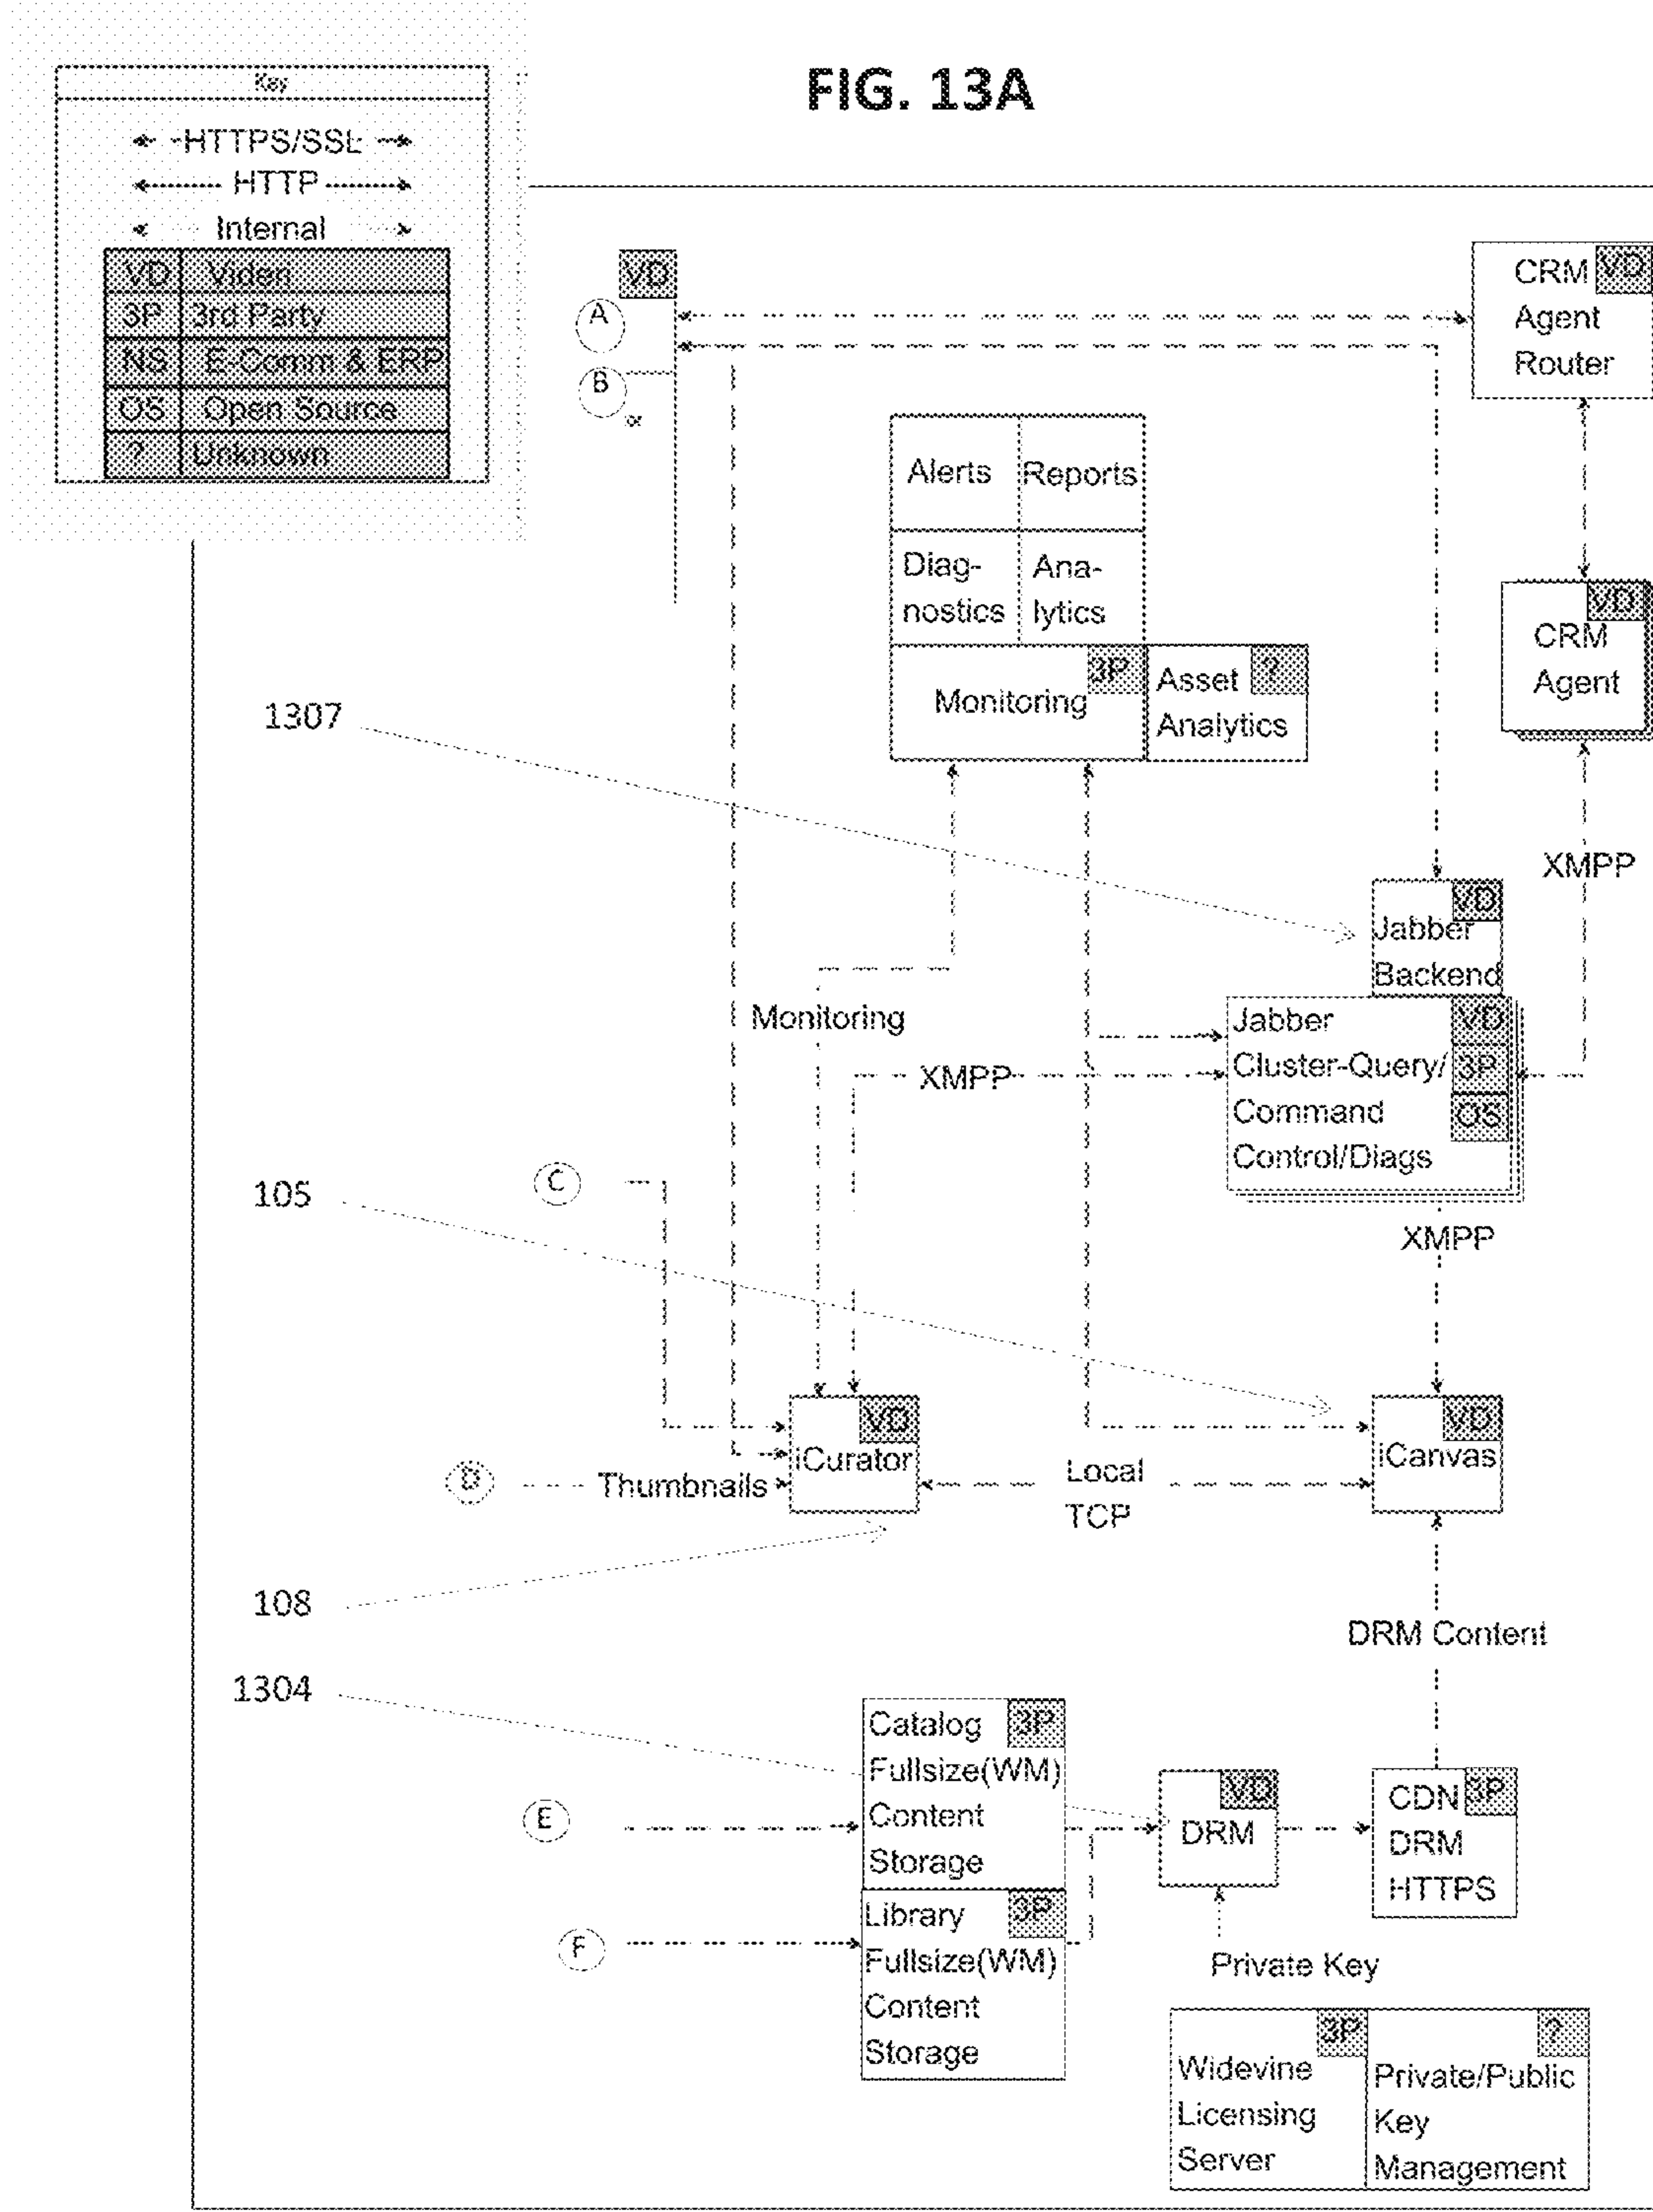 FIG. 13A
Key
HTTPS/SSL
HTTP
Internal
VD Viden
3P 3rd Party
NS E-Comm & ERP
OS Open Source
? Unknown
VD
A
B
CRM VD
Agent
Router
Alerts
Reports
Diag-
nostics
Ana-
lytics
3P
Monitoring
Asset ?
Analytics
VD
CRM
Agent
1307
XMPP
VD
Jabber
Backend
Monitoring
Jabber VD
Cluster-Query/ 3P
Command OS
Control/Diags
XMPP
C
105
XMPP
VD
iCurator
VD
iCanvas
D
Thumbnails
Local
TCP
108
DRM Content
1304
Catalog 3P
Fullsize(WM)
Content
Storage
E
VD
DRM
CDN 3P
DRM
HTTPS
Library 3P
Fullsize(WM)
Content
Storage
F
Private Key
3P
Widevine
Licensing
Server
?
Private/Public
Key
Management